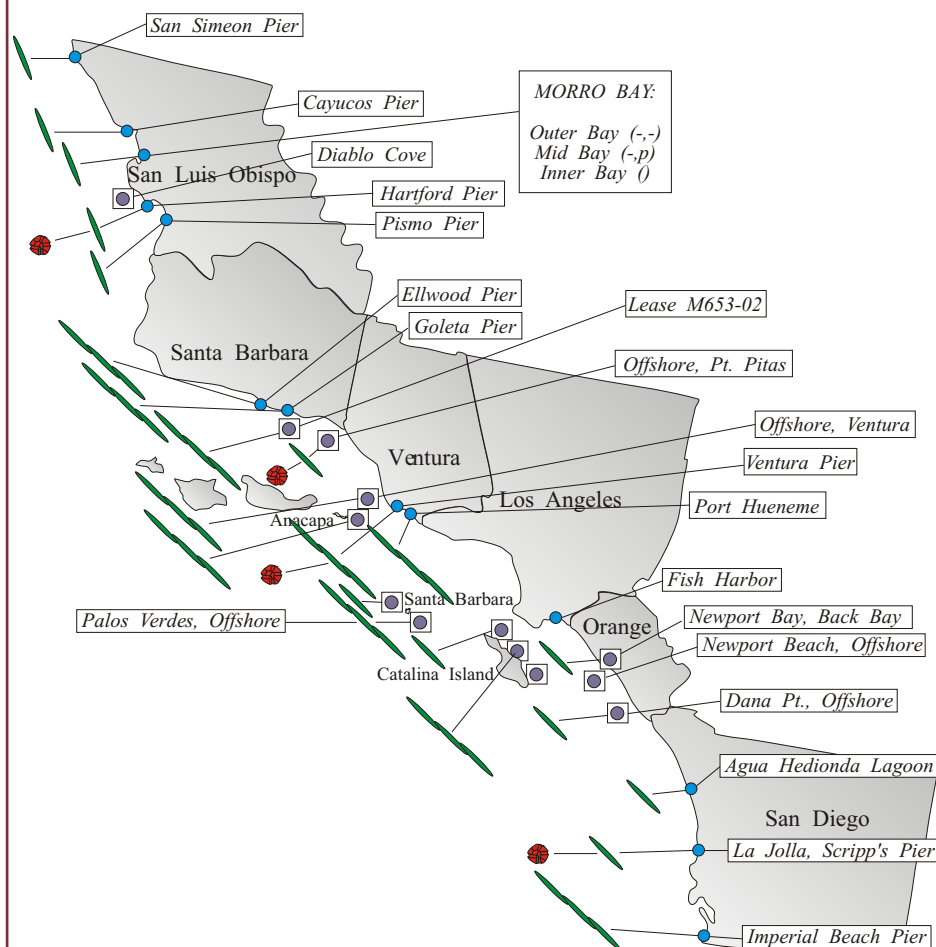 San Simeon Pier
Cayucos Pier
MORRO BAY:
Outer Bay (-,-)
Mid Bay (-,p)
Inner Bay ()
Diablo Cove
San Luis Obispo
Hartford Pier
Pismo Pier
Ellwood Pier
Lease M653-02
Goleta Pier
Santa Barbara
Offshore, Pt. Pitas
Offshore, Ventura
Ventura
Ventura Pier
Los Angeles
Port Hueneme
Anacapa
Fish Harbor
Santa Barbara
Palos Verdes, Offshore
Orange
Newport Bay, Back Bay
Newport Beach, Offshore
Catalina Island
Dana Pt., Offshore
Agua Hedionda Lagoon
San Diego
La Jolla, Scripp's Pier
Imperial Beach Pier